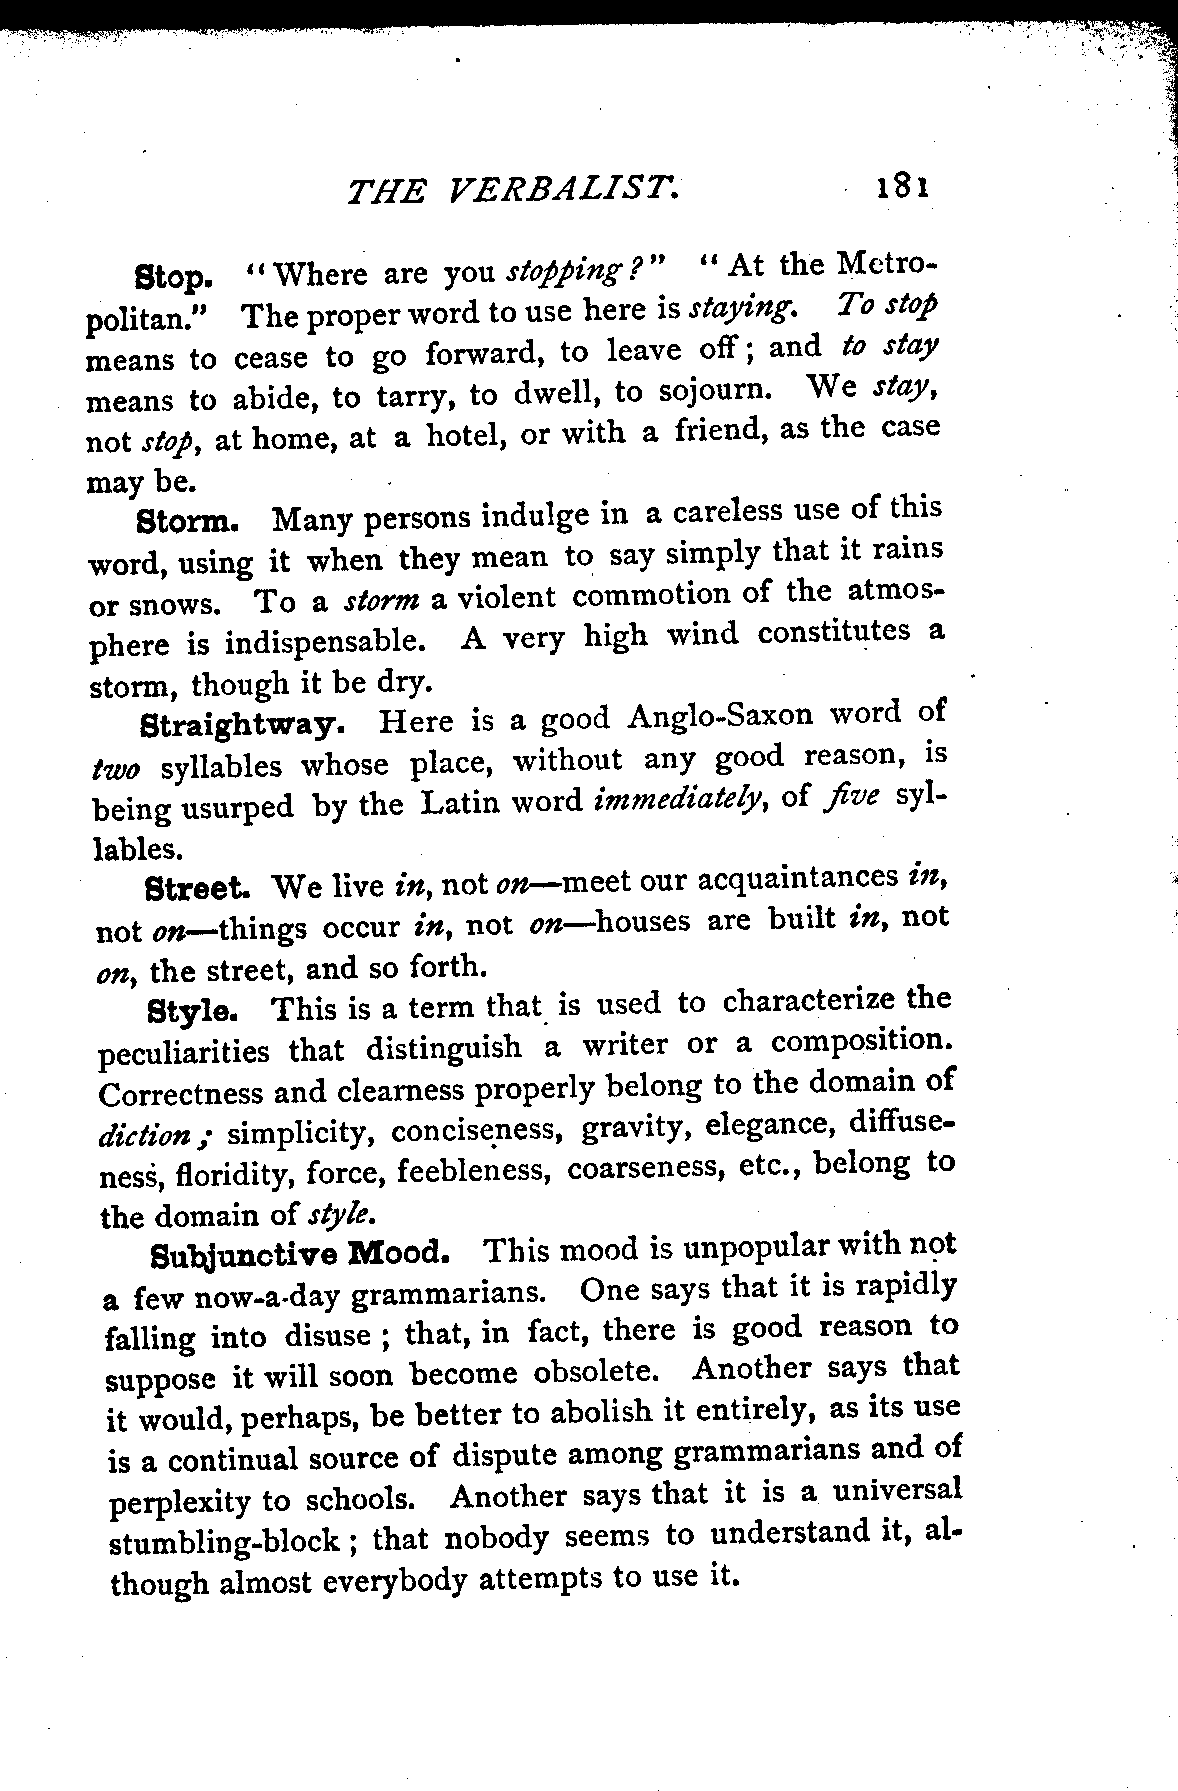 THE VERBALIST. 181
Stop. "Where are you stopping?" "At the Metro-
politan." The proper word to use here is staying. To stop
means to cease to go forward, to leave off; and to stay
means to abide, to tarry, to dwell, to sojourn. We stay,
not stop, at home, at a hotel, or with a friend, as the case
may be.
Storm. Many persons indulge in a careless use of this
word, using it when they mean to say simply that it rains
or snows. To a storm a violent commotion of the atmos-
phere is indispensable. A very high wind constitutes a
storm, though it be dry.
Straightway. Here is a good Anglo-Saxon word of
two syllables whose place, without any good reason, is
being usurped by the Latin word immediately, of five syl-
lables.
Street. We live in, not on—meet our acquaintances in,
not on—things occur in, not on—houses are built in, not
on, the street, and so forth.
Style. This is a term that is used to characterize the
peculiarities that distinguish a writer or a composition.
Correctness and clearness properly belong to the domain of
diction; simplicity, conciseness, gravity, elegance, diffuse-
ness, floridity, force, feebleness, coarseness, etc., belong to
the domain of style.
Subjunctive Mood. This mood is unpopular with not
a few now-a-day grammarians. One says that it is rapidly
falling into disuse; that, in fact, there is good reason to
suppose it will soon become obsolete. Another says that
it would, perhaps, be better to abolish it entirely, as its use
is a continual source of dispute among grammarians and of
perplexity to schools. Another says that it is a universal
stumbling-block; that nobody seems to understand it, al-
though almost everybody attempts to use it.